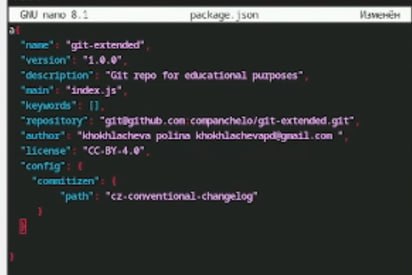 GNU nano 8.1 package.json Изменён
a{
"name": "git-extended",
"version": "1.0.0",
"description": "Git repo for educational purposes",
"main": "index.js",
"keywords": [],
"repository": "git@github.com:companchelo/git-extended.git",
"author": "khokhlacheva polina khokhlachevapd@gmail.com ",
"license": "CC-BY-4.0",
"config": {
"commitizen": {
"path": "cz-conventional-changelog"
}
}
}